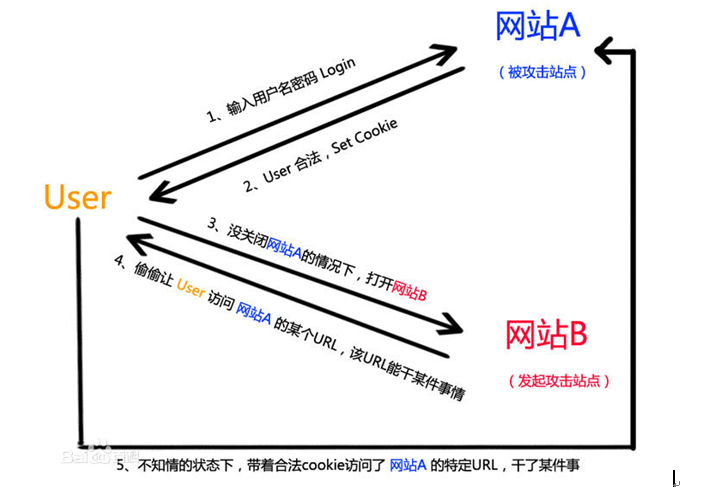 网站A
（被攻击站点）
1、输入用户名密码 Login
2、User 合法，Set Cookie
User
3、没关闭网站A的情况下，打开网站B
4、偷偷让 User 访问 网站A 的某个URL，该URL能干某件事情
网站B
（发起攻击站点）
Bai百科
5、不知情的状态下，带着合法cookie访问了 网站A 的特定URL，干了某件事